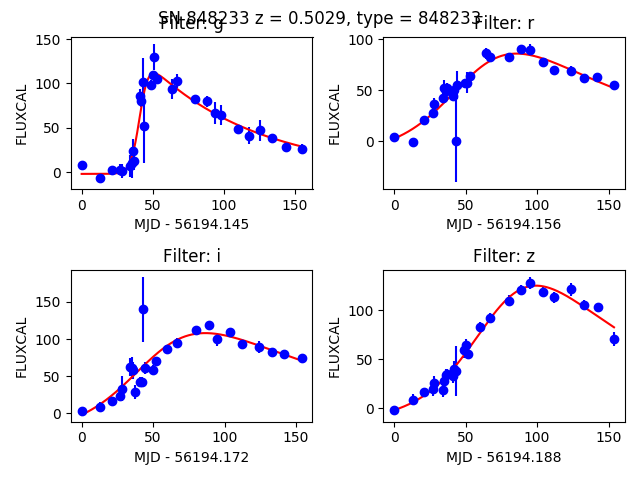 SN 848233 z = 0.5029, type = 848233
Filter: g
Filter: r
FLUXCAL
150
100
50
0
0
50
100
150
MJD - 56194.145
FLUXCAL
100
50
0
0
50
100
150
MJD - 56194.156
Filter: i
Filter: z
FLUXCAL
150
100
50
0
0
50
100
150
MJD - 56194.172
FLUXCAL
100
50
0
0
50
100
150
MJD - 56194.188